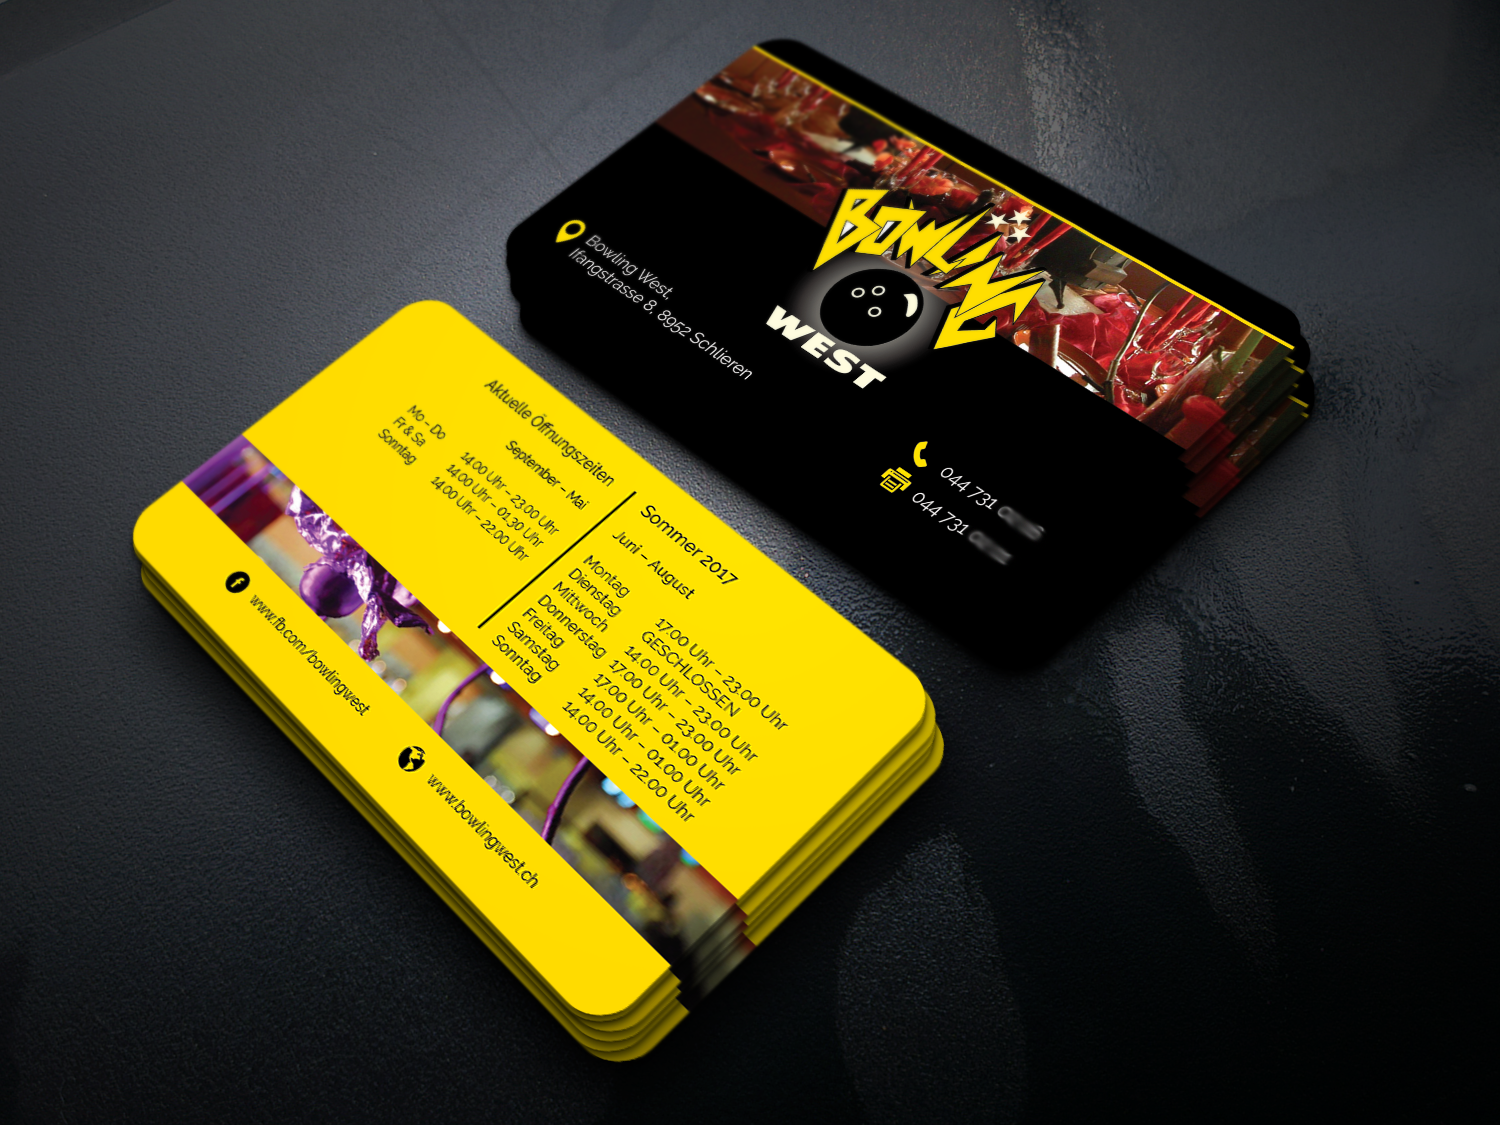 BOWLING
WEST
Bowling West,
Ifangstrasse 8, 8952 Schlieren
044 731
044 731
Aktuelle Öffnungszeiten
September – Mai
Mo – Do 14.00 Uhr – 23.00 Uhr
Fr & Sa 14.00 Uhr – 01.30 Uhr
Sonntag 14.00 Uhr – 22.00 Uhr
Sommer 2017
Juni – August
Montag 17.00 Uhr – 23.00 Uhr
Dienstag GESCHLOSSEN
Mittwoch 14.00 Uhr – 23.00 Uhr
Donnerstag 17.00 Uhr – 23.00 Uhr
Freitag 17.00 Uhr – 01.00 Uhr
Samstag 14.00 Uhr – 01.00 Uhr
Sonntag 14.00 Uhr – 22.00 Uhr
f
www.fb.com/bowlingwest
www.bowlingwest.ch